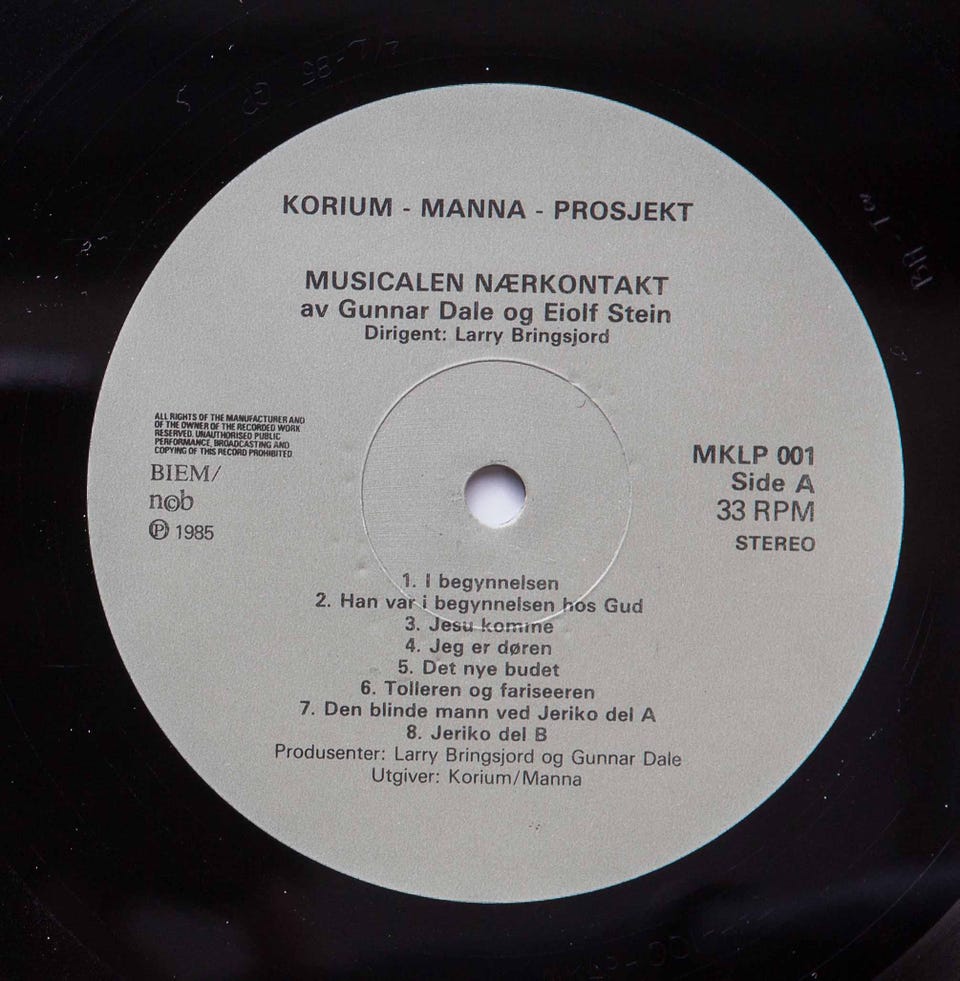 KORIUM - MANNA - PROSJEKT
MUSICALEN NÆRKONTAKT
av Gunnar Dale og Eiolf Stein
Dirigent: Larry Bringsjord
ALL RIGHTS OF THE MANUFACTURER AND
OF THE OWNER OF THE RECORDED WORK
RESERVED. UNAUTHORISED PUBLIC
PERFORMANCE, BROADCASTING AND
COPYING OF THIS RECORD PROHIBITED.
BIEM/
n©b
Ⓟ 1985
MKLP 001
Side A
33 RPM
STEREO
1. I begynnelsen
2. Han var i begynnelsen hos Gud
3. Jesu komme
4. Jeg er døren
5. Det nye budet
6. Tolleren og fariseeren
7. Den blinde mann ved Jeriko del A
8. Jeriko del B
Produsenter: Larry Bringsjord og Gunnar Dale
Utgiver: Korium/Manna